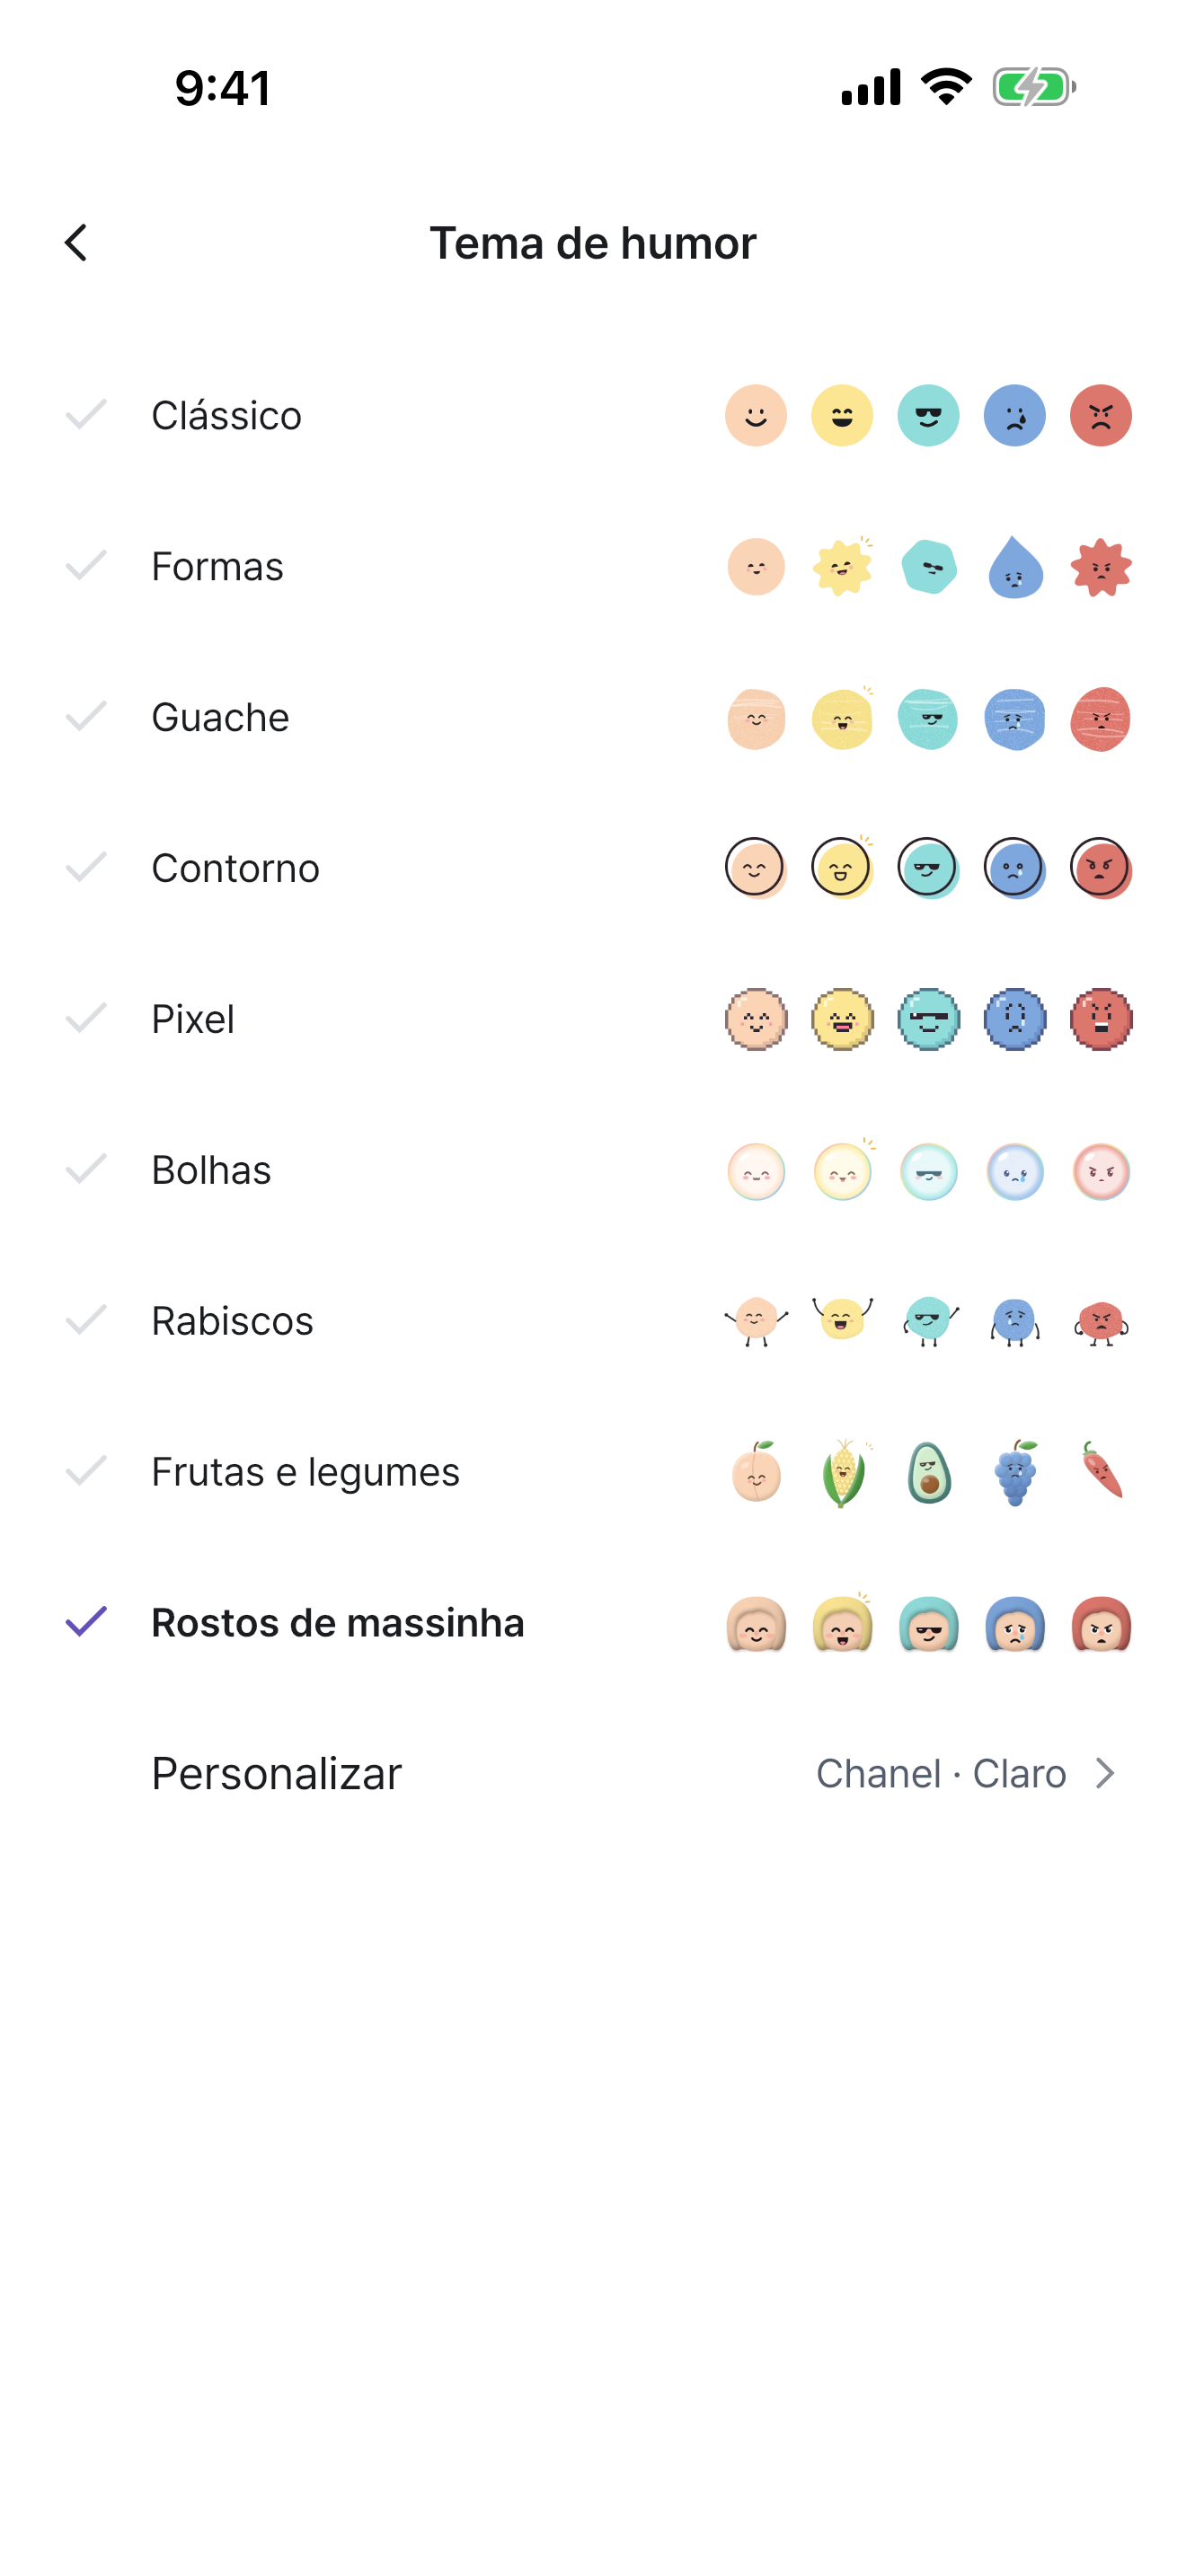 9:41
Tema de humor
Clássico
Formas
Guache
Contorno
Pixel
Bolhas
Rabiscos
Frutas e legumes
Rostos de massinha
Personalizar Chanel · Claro